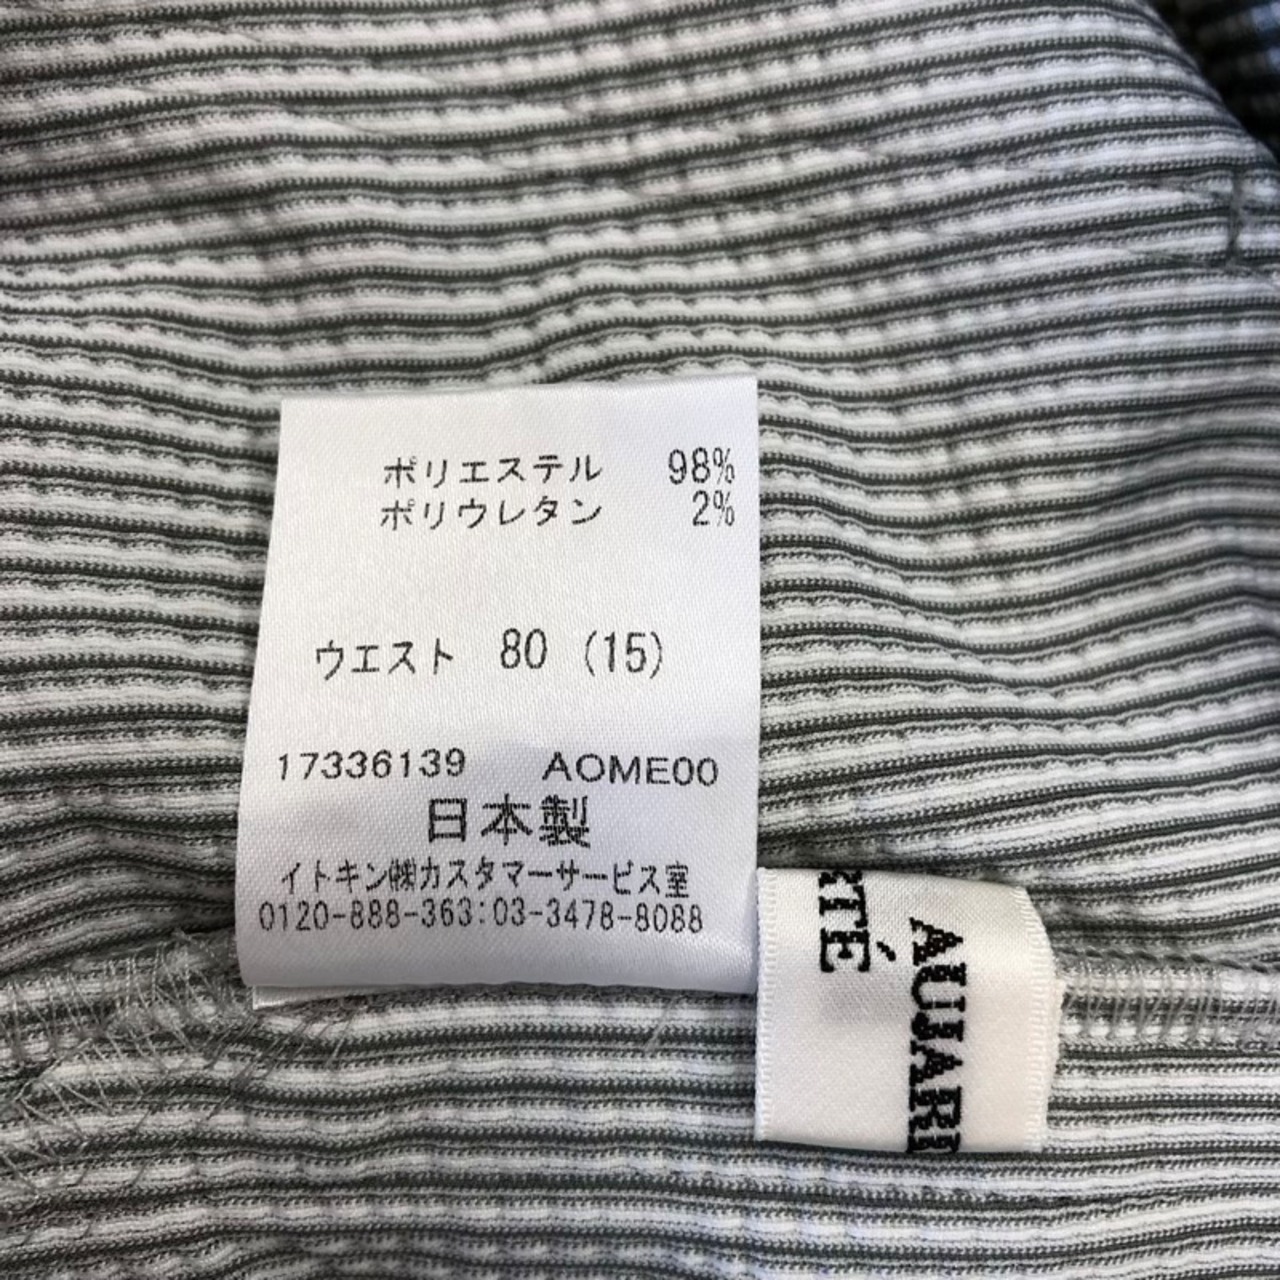 ポリエステル 98%
ポリウレタン 2%
ウエスト 80 (15)
17336139 AOME00
日本製
イトキン㈱カスタマーサービス室
0120-888-363:03-3478-8088